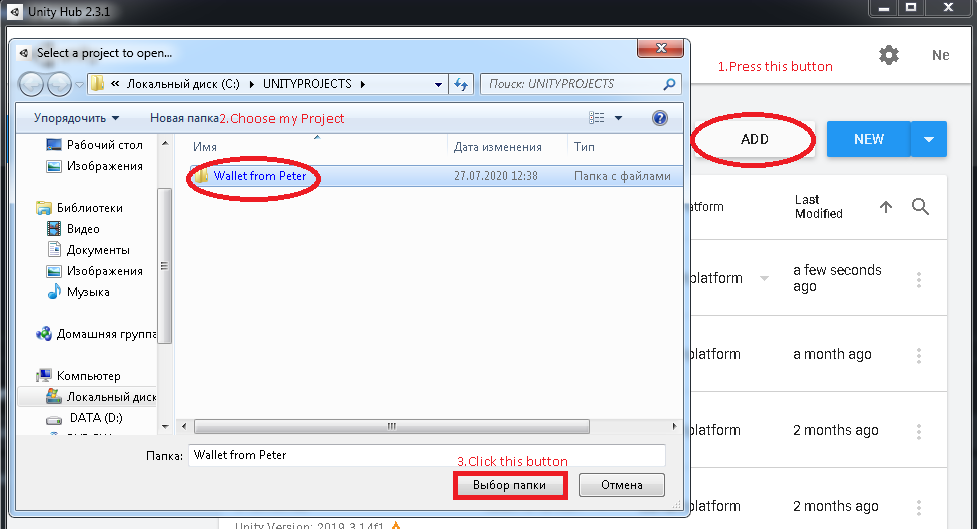 Unity Hub 2.3.1
Select a project to open...
1.Press this button
Ne
« Локальный диск (C:) ▸ UNITYPROJECTS ▸
Поиск: UNITYPROJECTS
Упорядочить
Новая папка
2.Choose my Project
ADD
NEW
Рабочий стол
Изображения
Библиотеки
Видео
Документы
Изображения
Музыка
Домашняя группа
Компьютер
Локальный диск
DATA (D:)
Имя
Дата изменения
Тип
Wallet from Peter
27.07.2020 12:38
Папка с файлами
atform
Last
Modified
platform
a few seconds
ago
platform
a month ago
platform
2 months ago
platform
2 months ago
Папка:
Wallet from Peter
3.Click this button
Выбор папки
Отмена
Unity Version: 2019.3.14f1